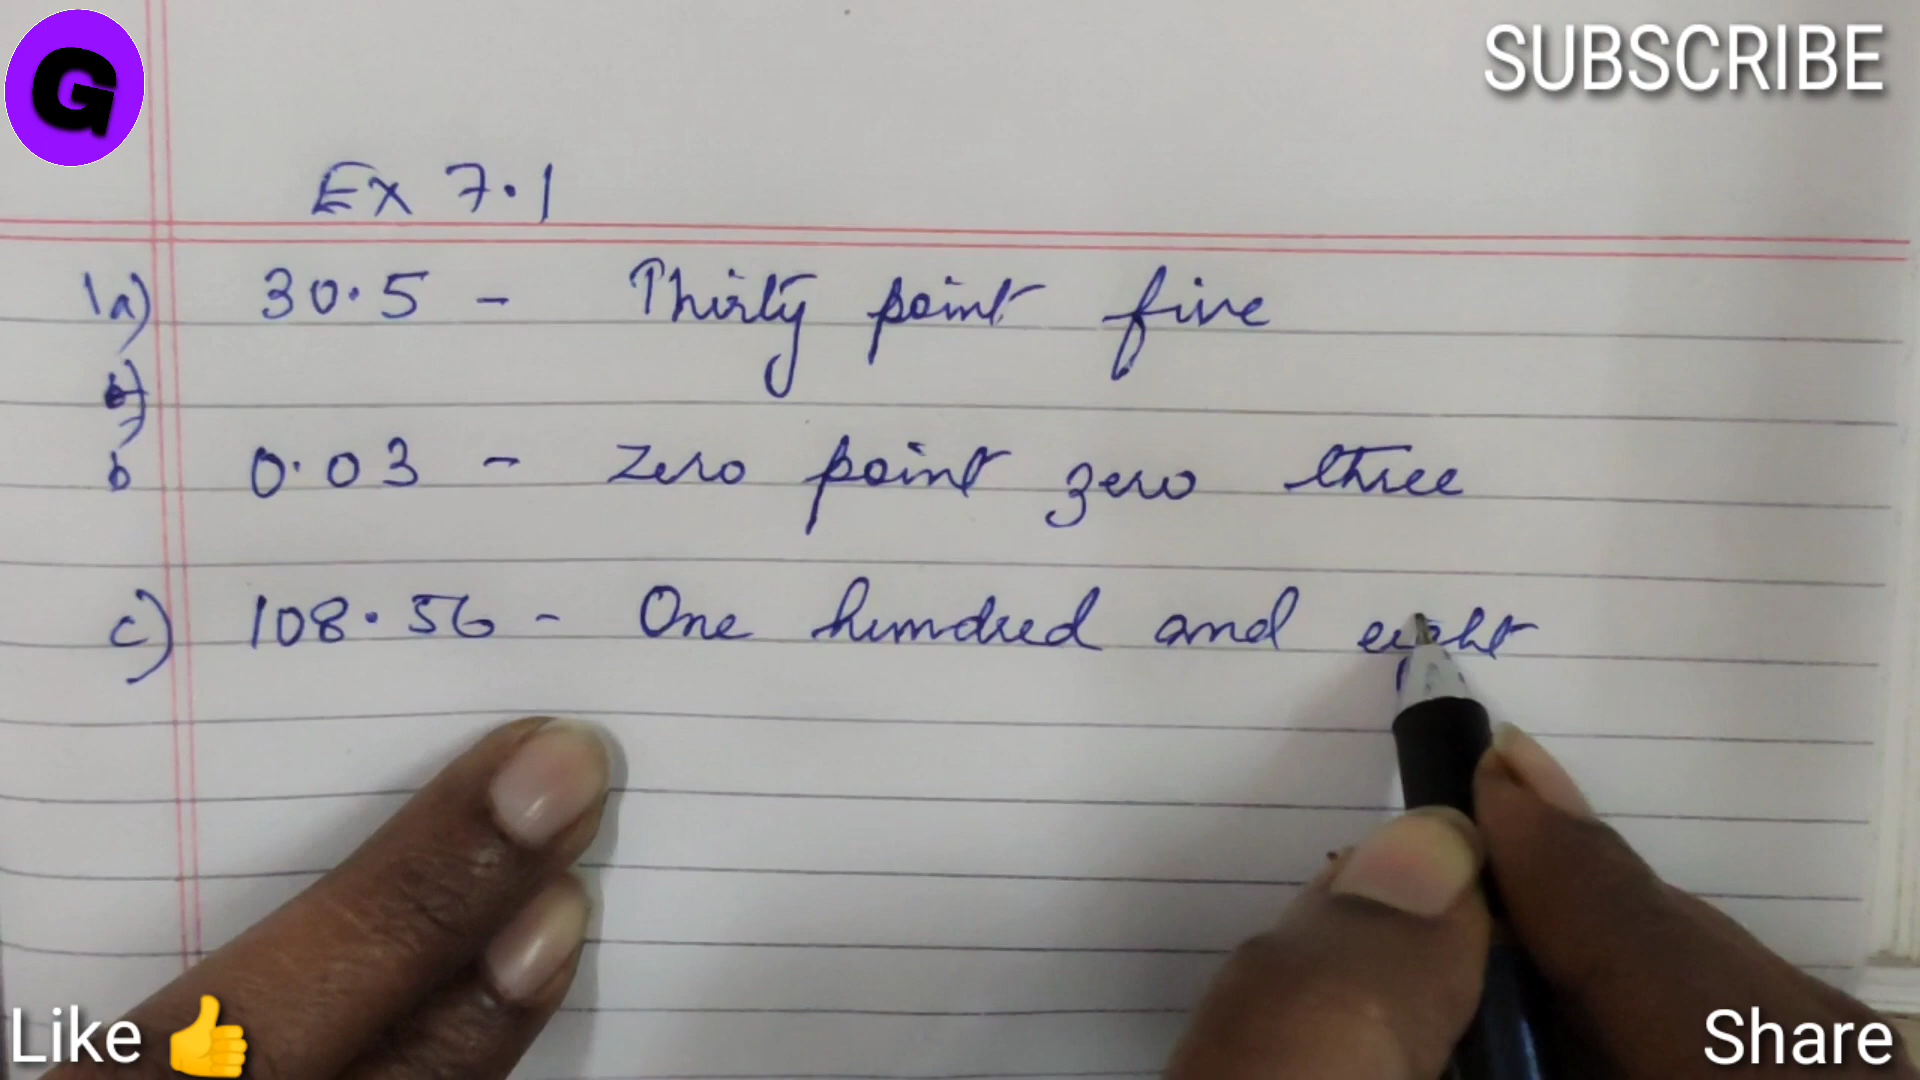 G
SUBSCRIBE
Ex 7.1
1a) 30.5 - Thirty point five
b 0.03 - zero point zero three
c) 108.56 - One hundred and eight
Like 👍
Share